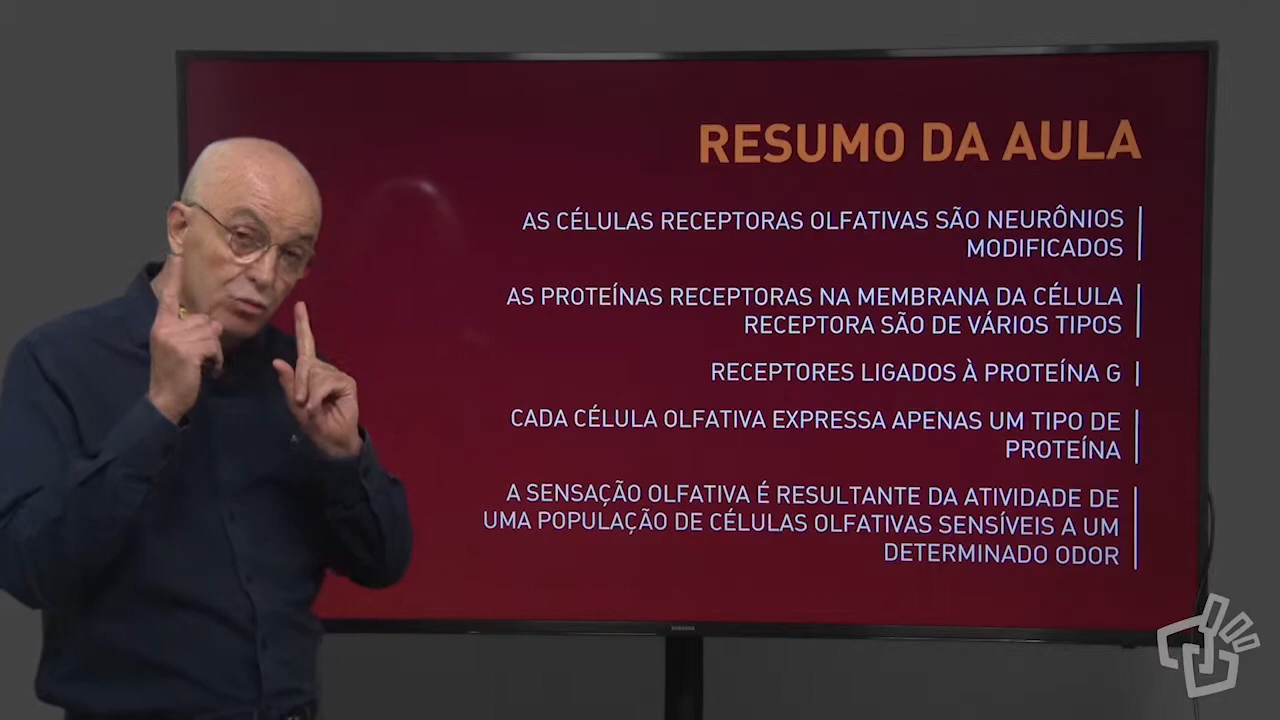 RESUMO DA AULA
AS CÉLULAS RECEPTORAS OLFATIVAS SÃO NEURÔNIOS
MODIFICADOS
AS PROTEÍNAS RECEPTORAS NA MEMBRANA DA CÉLULA
RECEPTORA SÃO DE VÁRIOS TIPOS
RECEPTORES LIGADOS À PROTEÍNA G
CADA CÉLULA OLFATIVA EXPRESSA APENAS UM TIPO DE
PROTEÍNA
A SENSAÇÃO OLFATIVA É RESULTANTE DA ATIVIDADE DE
UMA POPULAÇÃO DE CÉLULAS OLFATIVAS SENSÍVEIS A UM
DETERMINADO ODOR
SAMSUNG